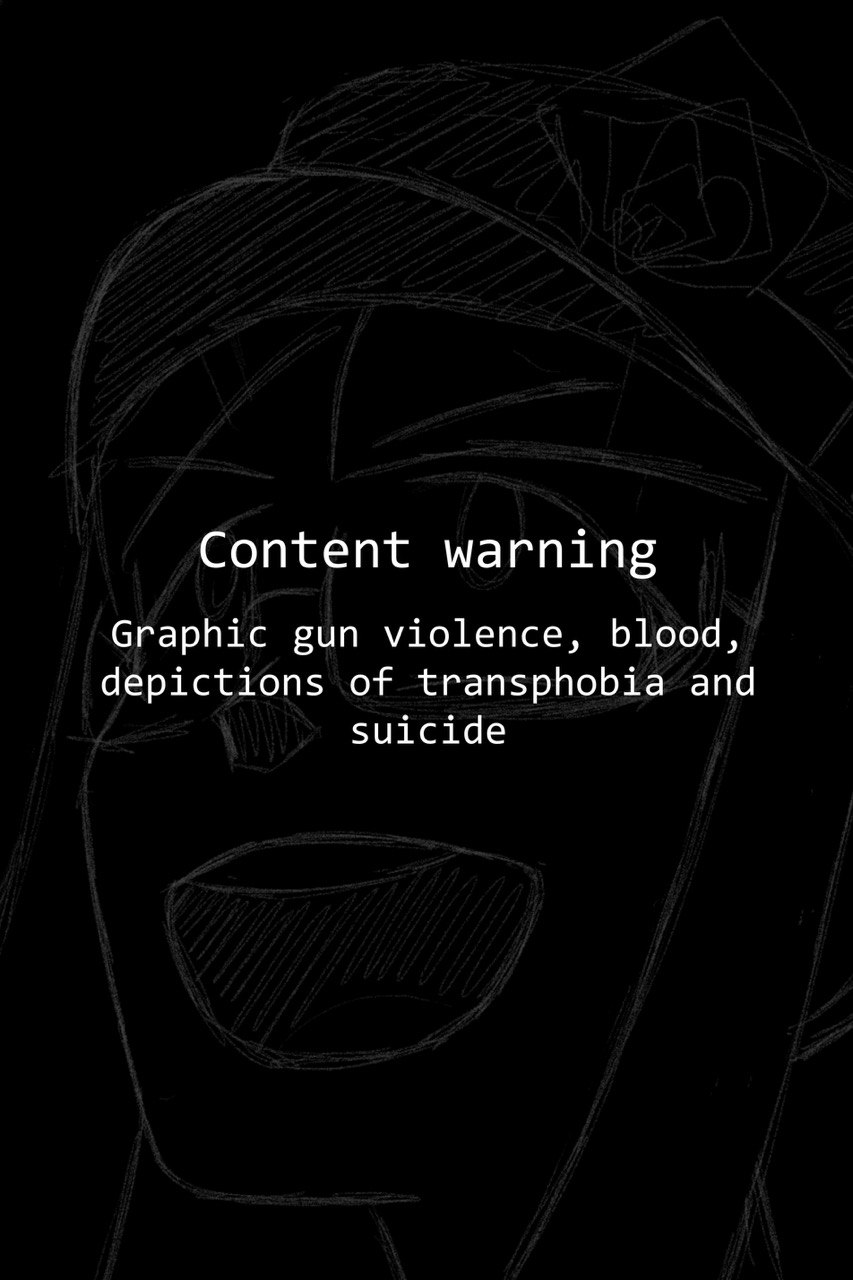 Content warning
Graphic gun violence, blood,
depictions of transphobia and
suicide